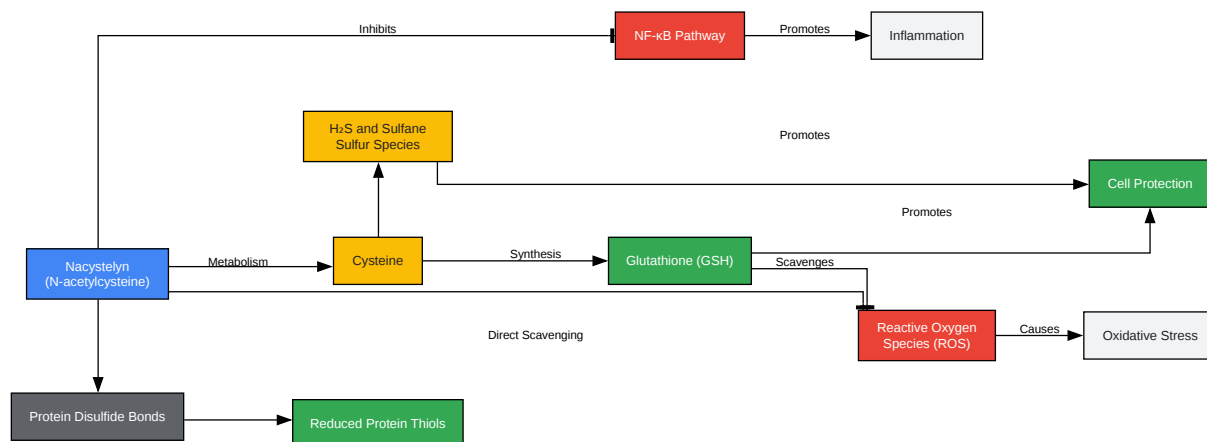 Inhibits
NF-κB Pathway
Promotes
Inflammation
H₂S and Sulfane
Sulfur Species
Promotes
Cell Protection
Promotes
Nacystelyn
(N-acetylcysteine)
Metabolism
Cysteine
Synthesis
Glutathione (GSH)
Scavenges
Direct Scavenging
Reactive Oxygen
Species (ROS)
Causes
Oxidative Stress
Protein Disulfide Bonds
Reduced Protein Thiols